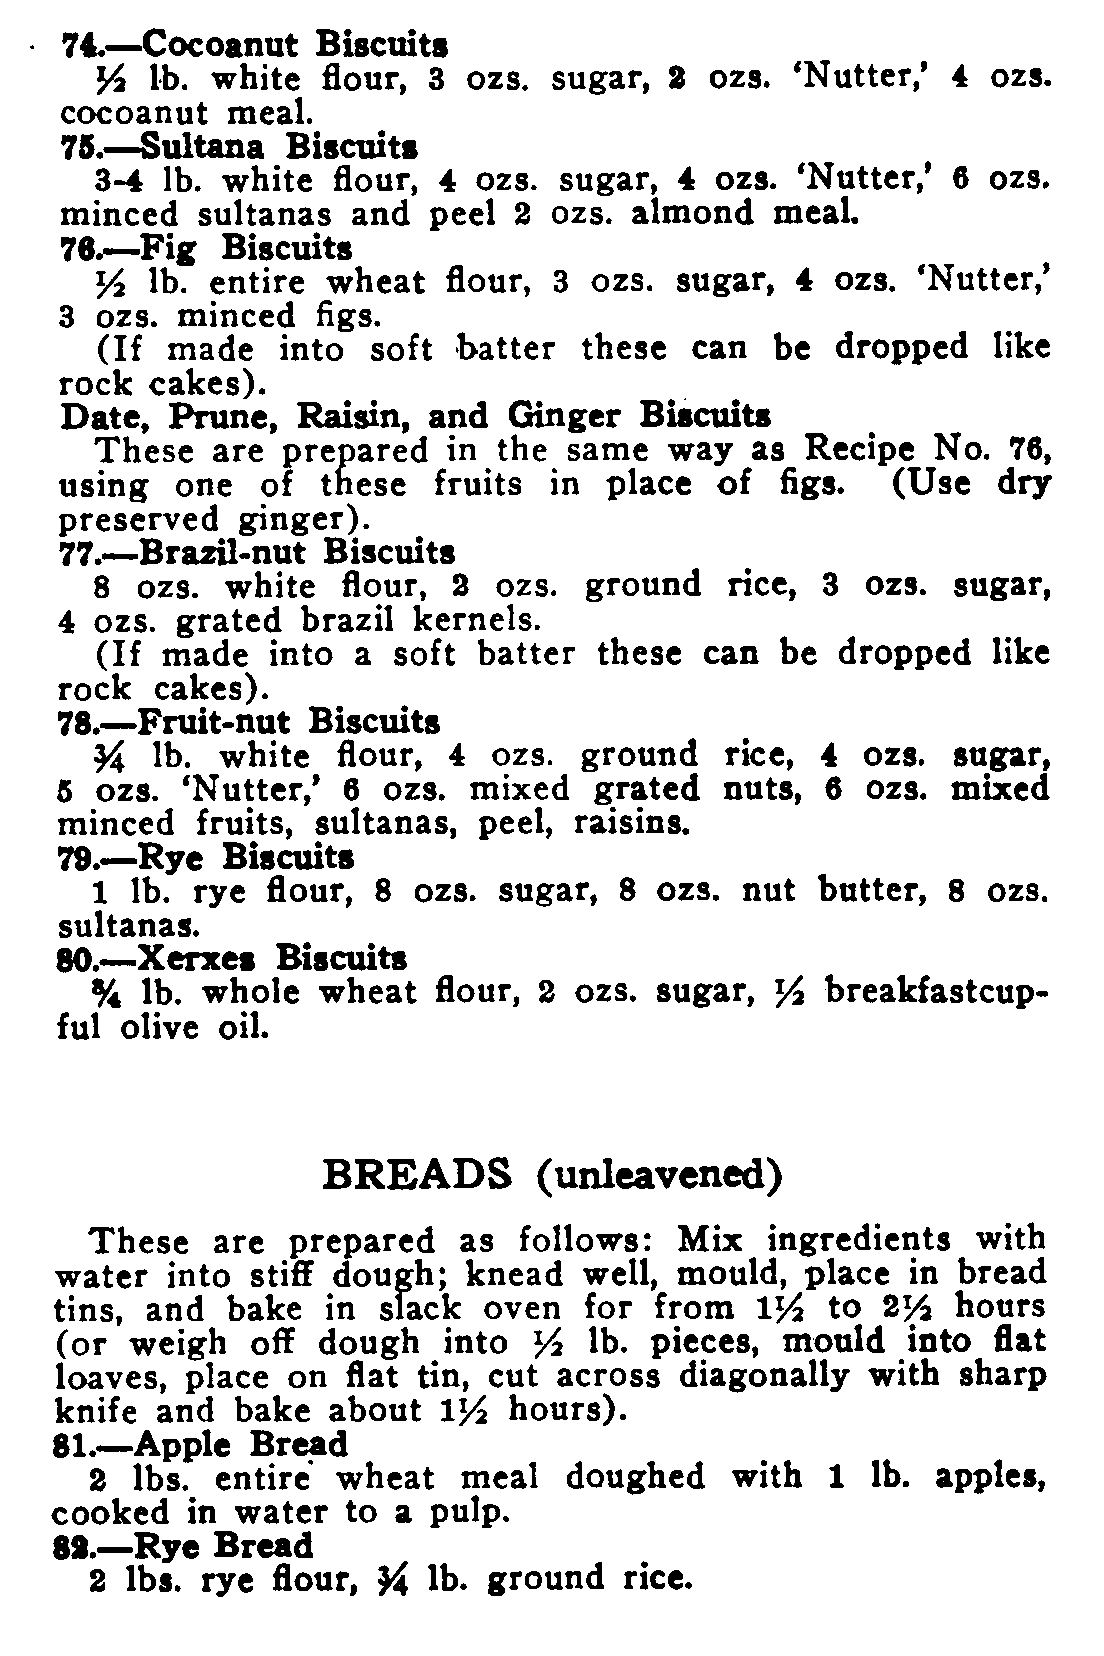 74.—Cocoanut Biscuits
½ lb. white flour, 3 ozs. sugar, 2 ozs. ‘Nutter,’ 4 ozs.
cocoanut meal.
75.—Sultana Biscuits
3-4 lb. white flour, 4 ozs. sugar, 4 ozs. ‘Nutter,’ 6 ozs.
minced sultanas and peel 2 ozs. almond meal.
76.—Fig Biscuits
½ lb. entire wheat flour, 3 ozs. sugar, 4 ozs. ‘Nutter,’
3 ozs. minced figs.
(If made into soft batter these can be dropped like
rock cakes).
Date, Prune, Raisin, and Ginger Biscuits
These are prepared in the same way as Recipe No. 76,
using one of these fruits in place of figs. (Use dry
preserved ginger).
77.—Brazil-nut Biscuits
8 ozs. white flour, 2 ozs. ground rice, 3 ozs. sugar,
4 ozs. grated brazil kernels.
(If made into a soft batter these can be dropped like
rock cakes).
78.—Fruit-nut Biscuits
¾ lb. white flour, 4 ozs. ground rice, 4 ozs. sugar,
5 ozs. ‘Nutter,’ 6 ozs. mixed grated nuts, 6 ozs. mixed
minced fruits, sultanas, peel, raisins.
79.—Rye Biscuits
1 lb. rye flour, 8 ozs. sugar, 8 ozs. nut butter, 8 ozs.
sultanas.
80.—Xerxes Biscuits
¾ lb. whole wheat flour, 2 ozs. sugar, ½ breakfastcup-
ful olive oil.
BREADS (unleavened)
These are prepared as follows: Mix ingredients with
water into stiff dough; knead well, mould, place in bread
tins, and bake in slack oven for from 1½ to 2½ hours
(or weigh off dough into ½ lb. pieces, mould into flat
loaves, place on flat tin, cut across diagonally with sharp
knife and bake about 1½ hours).
81.—Apple Bread
2 lbs. entire wheat meal doughed with 1 lb. apples,
cooked in water to a pulp.
82.—Rye Bread
2 lbs. rye flour, ¾ lb. ground rice.